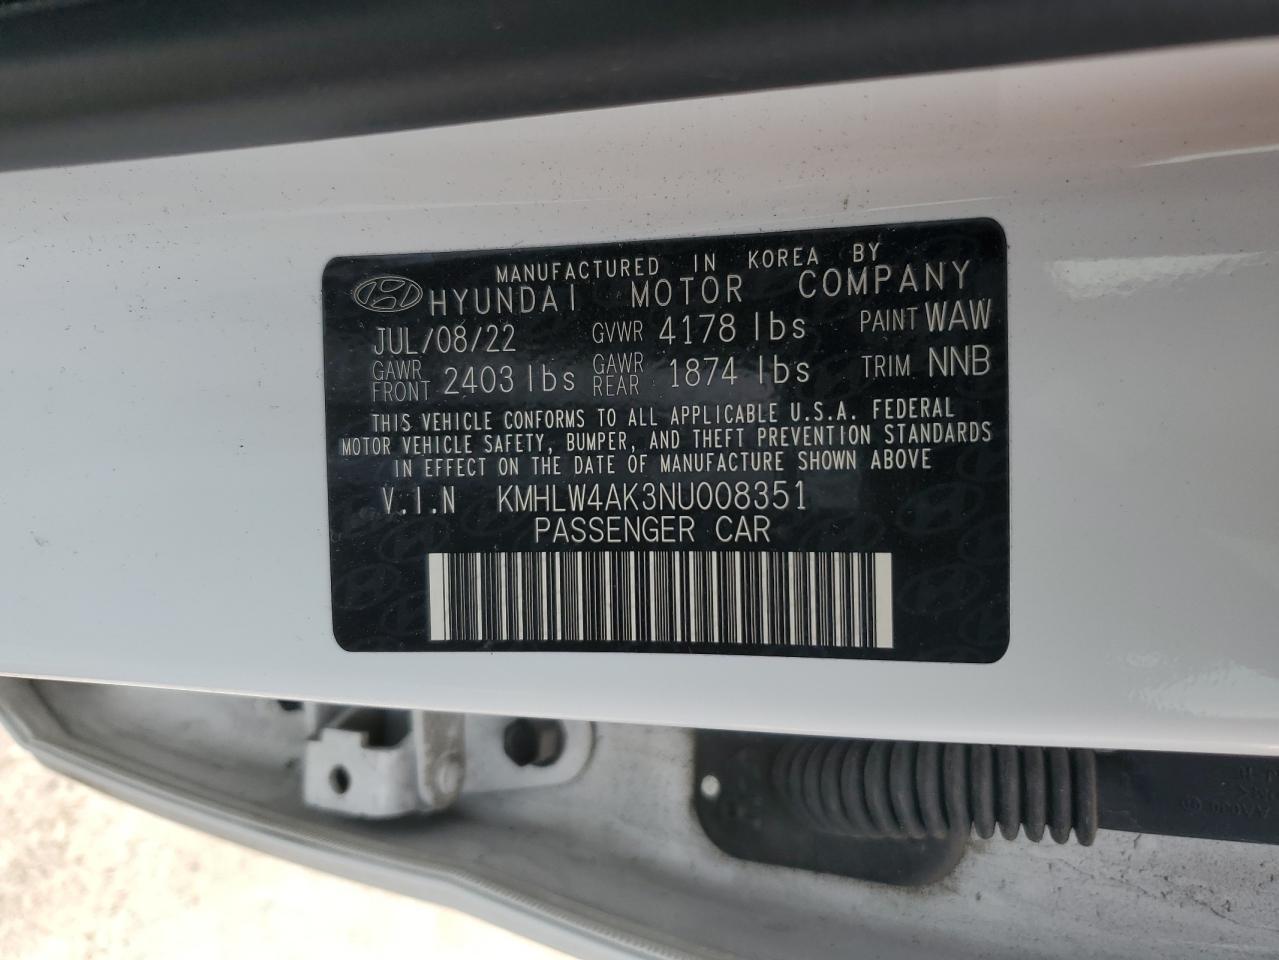 MANUFACTURED IN KOREA BY
HYUNDAI MOTOR COMPANY
JUL/08/22 GVWR 4178 lbs PAINT WAW
GAWR FRONT 2403 lbs GAWR REAR 1874 lbs TRIM NNB
THIS VEHICLE CONFORMS TO ALL APPLICABLE U.S.A. FEDERAL
MOTOR VEHICLE SAFETY, BUMPER, AND THEFT PREVENTION STANDARDS
IN EFFECT ON THE DATE OF MANUFACTURE SHOWN ABOVE
V.I.N KMHLW4AK3NU008351
PASSENGER CAR